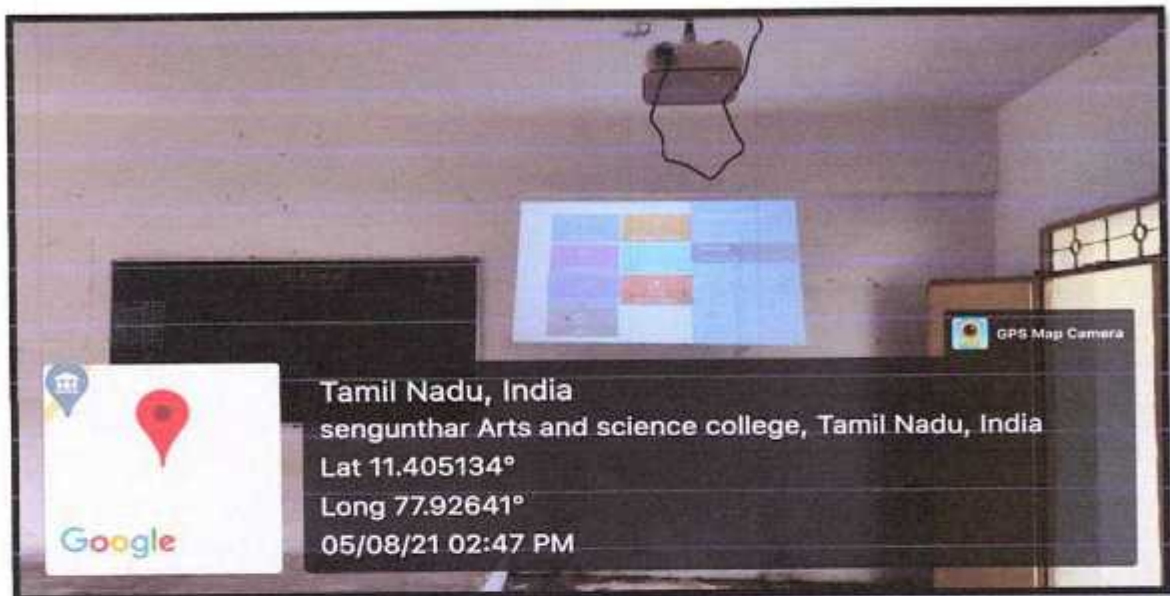 GPS Map Camera
Tamil Nadu, India
sengunthar Arts and science college, Tamil Nadu, India
Lat 11.405134°
Long 77.92641°
05/08/21 02:47 PM
Google